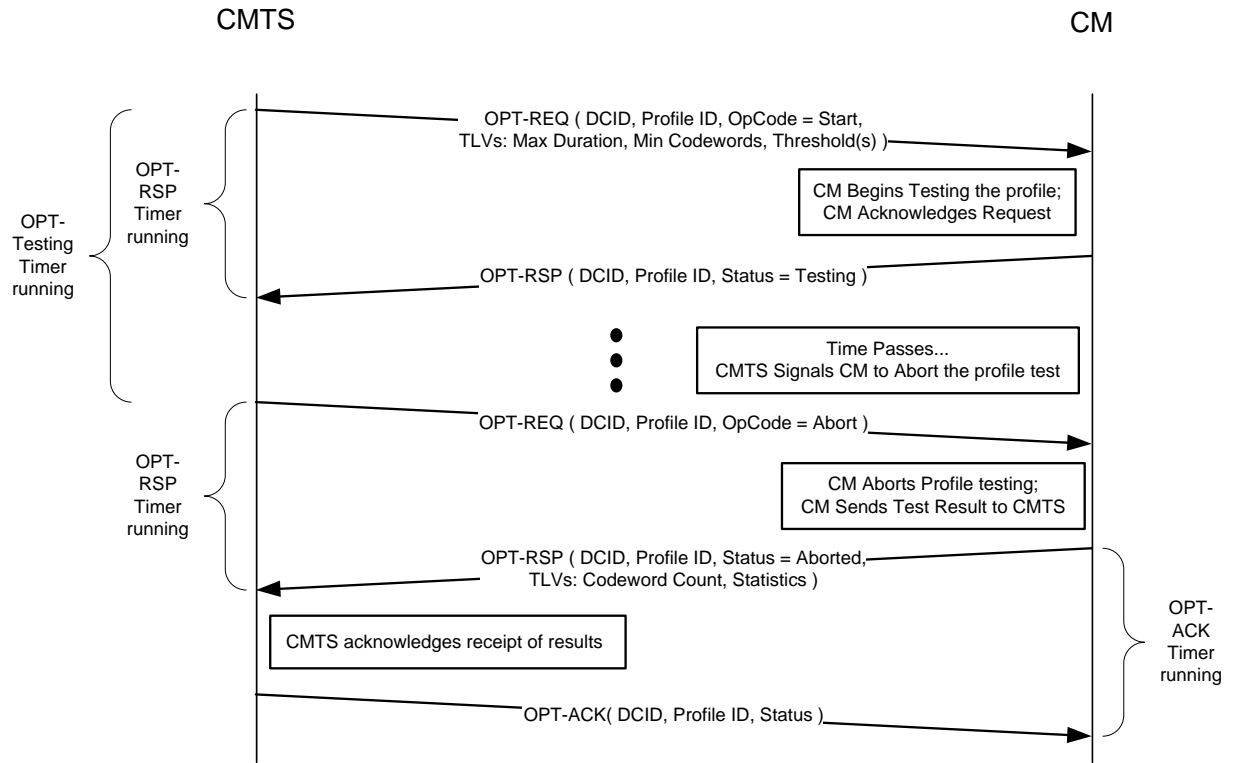 CMTS
CM
OPT-REQ ( DCID, Profile ID, OpCode = Start,
TLVs: Max Duration, Min Codewords, Threshold(s) )
OPT-
RSP
Timer
running
CM Begins Testing the profile;
CM Acknowledges Request
OPT-
Testing
Timer
running
OPT-RSP ( DCID, Profile ID, Status = Testing )
Time Passes...
CMTS Signals CM to Abort the profile test
OPT-REQ ( DCID, Profile ID, OpCode = Abort )
OPT-
RSP
Timer
running
CM Aborts Profile testing;
CM Sends Test Result to CMTS
OPT-RSP ( DCID, Profile ID, Status = Aborted,
TLVs: Codeword Count, Statistics )
CMTS acknowledges receipt of results
OPT-
ACK
Timer
running
OPT-ACK( DCID, Profile ID, Status )